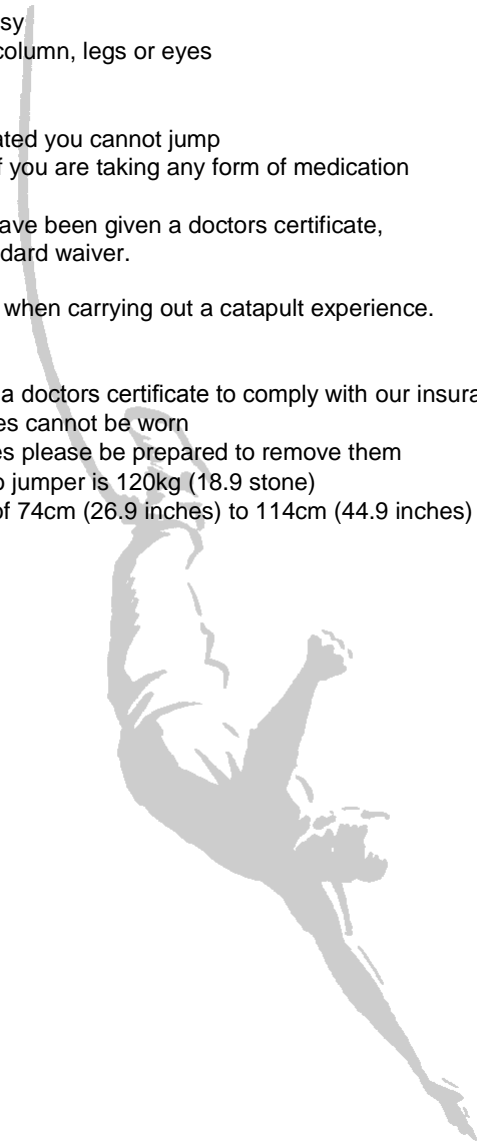 sy
column, legs or eyes
ated you cannot jump
f you are taking any form of medication
ave been given a doctors certificate,
dard waiver.
when carrying out a catapult experience.
a doctors certificate to comply with our insura
es cannot be worn
es please be prepared to remove them
o jumper is 120kg (18.9 stone)
of 74cm (26.9 inches) to 114cm (44.9 inches)